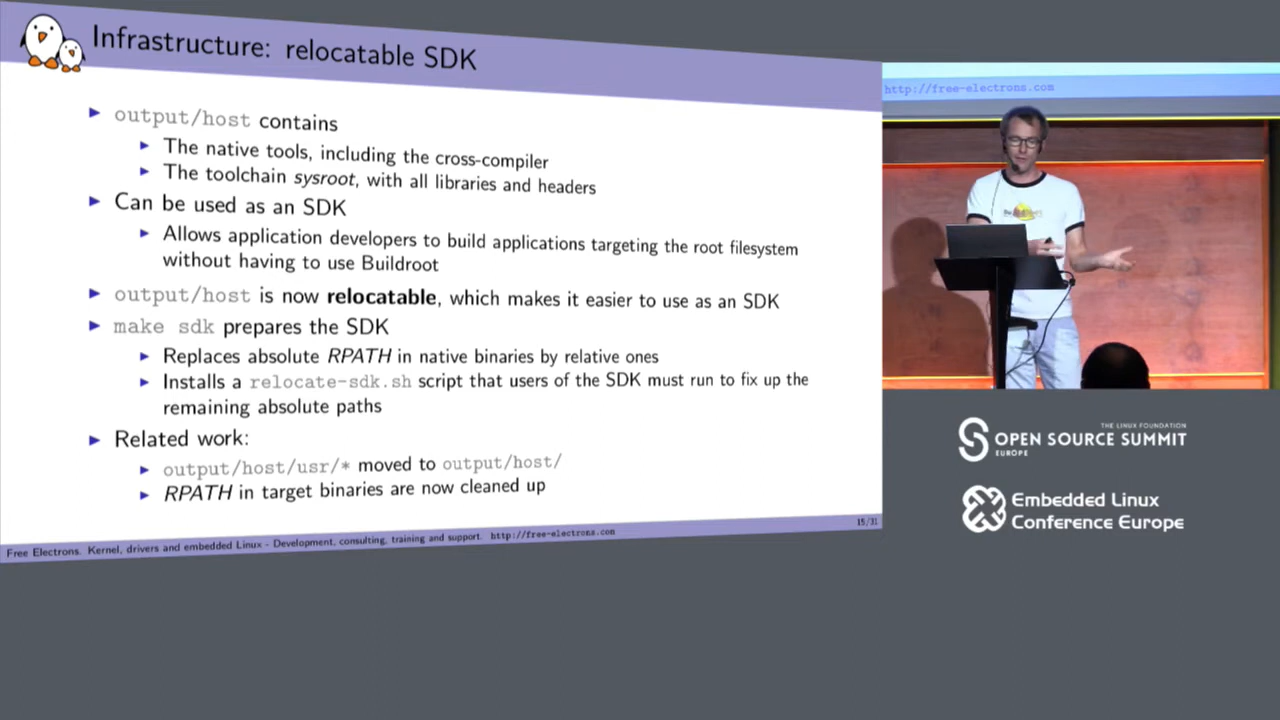 Infrastructure: relocatable SDK
output/host contains
The native tools, including the cross-compiler
The toolchain sysroot, with all libraries and headers
Can be used as an SDK
Allows application developers to build applications targeting the root filesystem
without having to use Buildroot
output/host is now relocatable, which makes it easier to use as an SDK
make sdk prepares the SDK
Replaces absolute RPATH in native binaries by relative ones
Installs a relocate-sdk.sh script that users of the SDK must run to fix up the
remaining absolute paths
Related work:
output/host/usr/* moved to output/host/
RPATH in target binaries are now cleaned up
15/31
Free Electrons. Kernel, drivers and embedded Linux - Development, consulting, training and support. http://free-electrons.com
http://free-electrons.com
THE LINUX FOUNDATION
OPEN SOURCE SUMMIT
EUROPE
Embedded Linux
Conference Europe